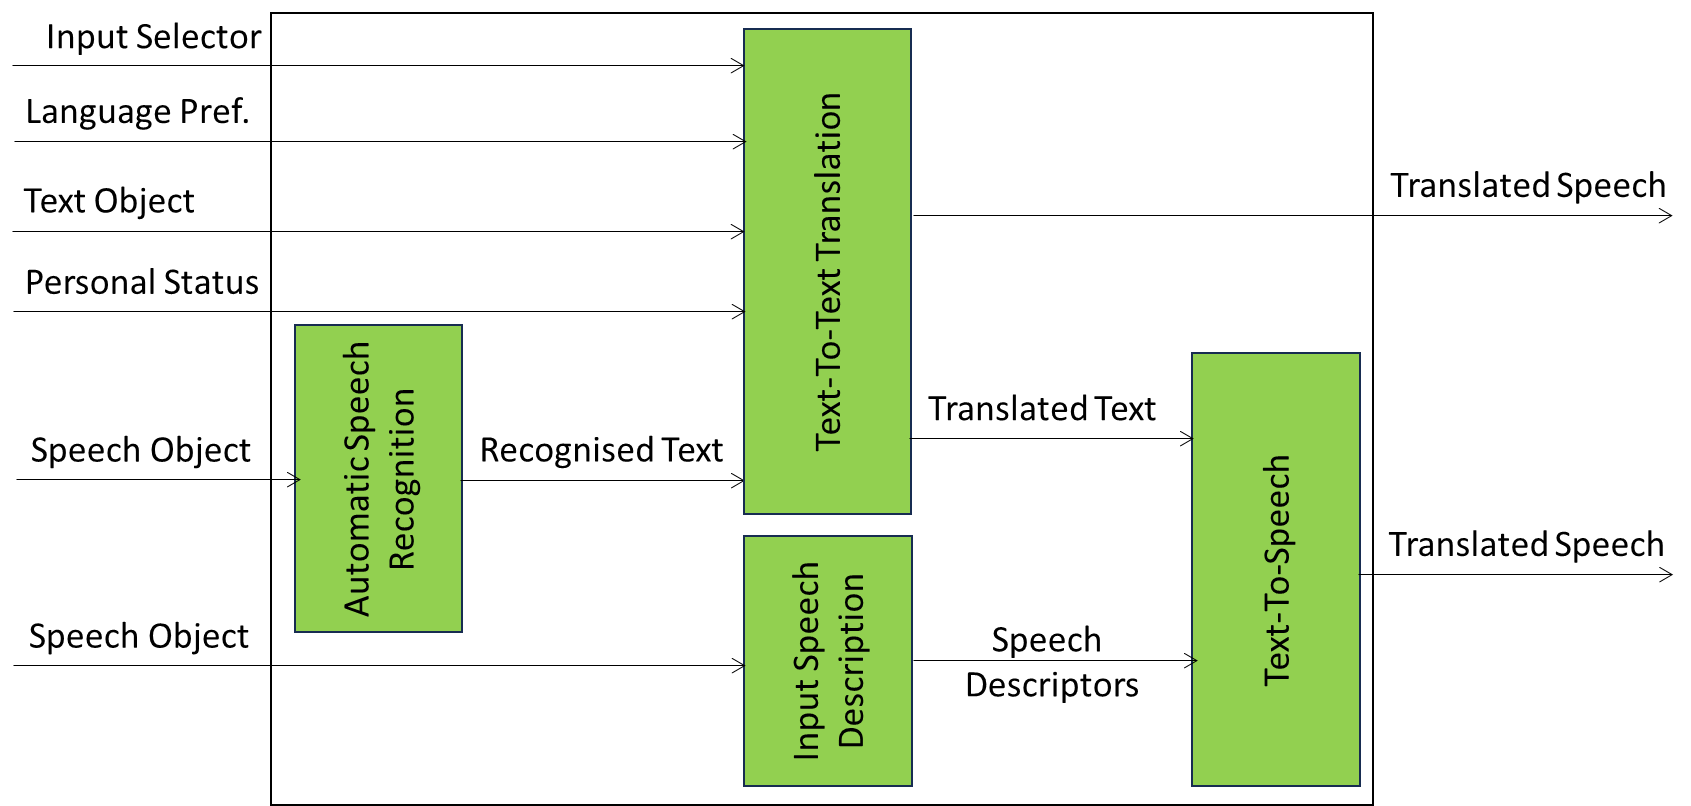 Input Selector
Language Pref.
Text Object
Personal Status
Speech Object
Speech Object
Automatic Speech
Recognition
Recognised Text
Text-To-Text Translation
Input Speech
Description
Translated Text
Speech
Descriptors
Text-To-Speech
Translated Speech
Translated Speech